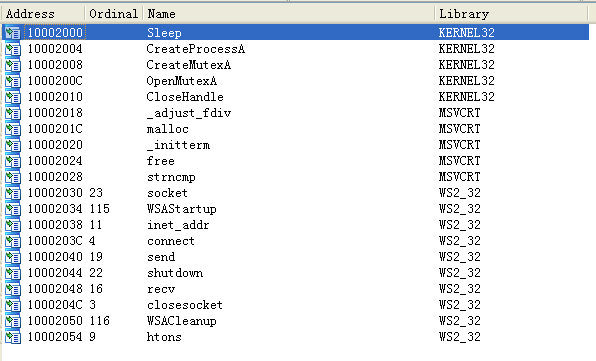 Address Ordinal Name Library
10002000 Sleep KERNEL32
10002004 CreateProcessA KERNEL32
10002008 CreateMutexA KERNEL32
1000200C OpenMutexA KERNEL32
10002010 CloseHandle KERNEL32
10002018 _adjust_fdiv MSVCRT
1000201C malloc MSVCRT
10002020 _initterm MSVCRT
10002024 free MSVCRT
10002028 strncmp MSVCRT
10002030 23 socket WS2_32
10002034 115 WSAStartup WS2_32
10002038 11 inet_addr WS2_32
1000203C 4 connect WS2_32
10002040 19 send WS2_32
10002044 22 shutdown WS2_32
10002048 16 recv WS2_32
1000204C 3 closesocket WS2_32
10002050 116 WSACleanup WS2_32
10002054 9 htons WS2_32